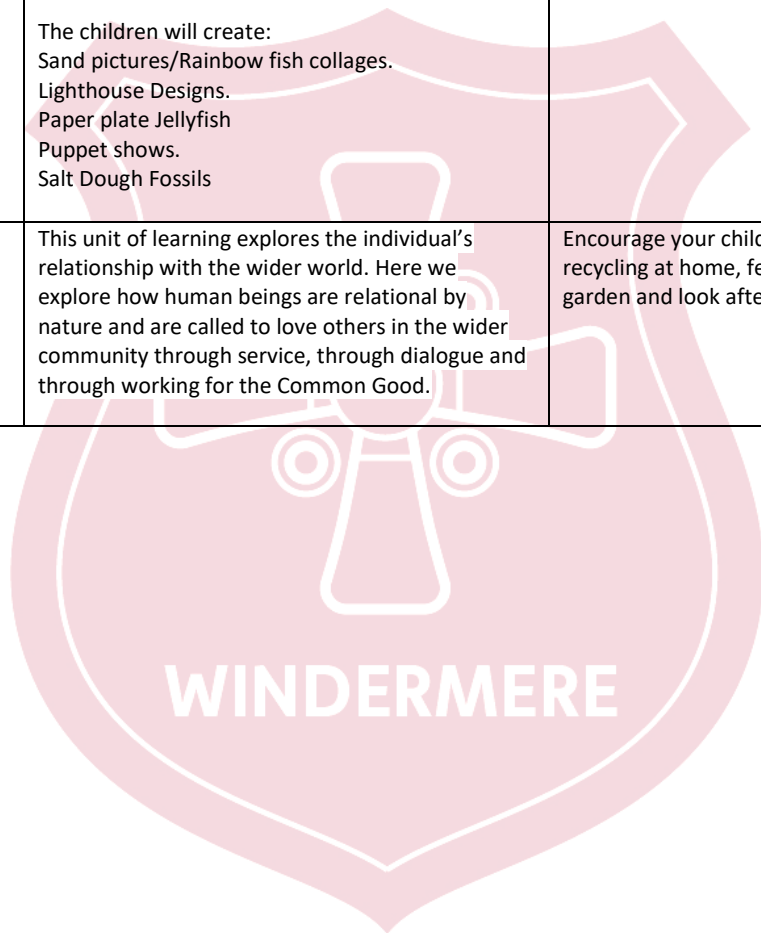 The children will create:
Sand pictures/Rainbow fish collages.
Lighthouse Designs.
Paper plate Jellyfish
Puppet shows.
Salt Dough Fossils
This unit of learning explores the individual’s
relationship with the wider world. Here we
explore how human beings are relational by
nature and are called to love others in the wider
community through service, through dialogue and
through working for the Common Good.
Encourage your child
recycling at home, fe
garden and look afte
WINDERMERE